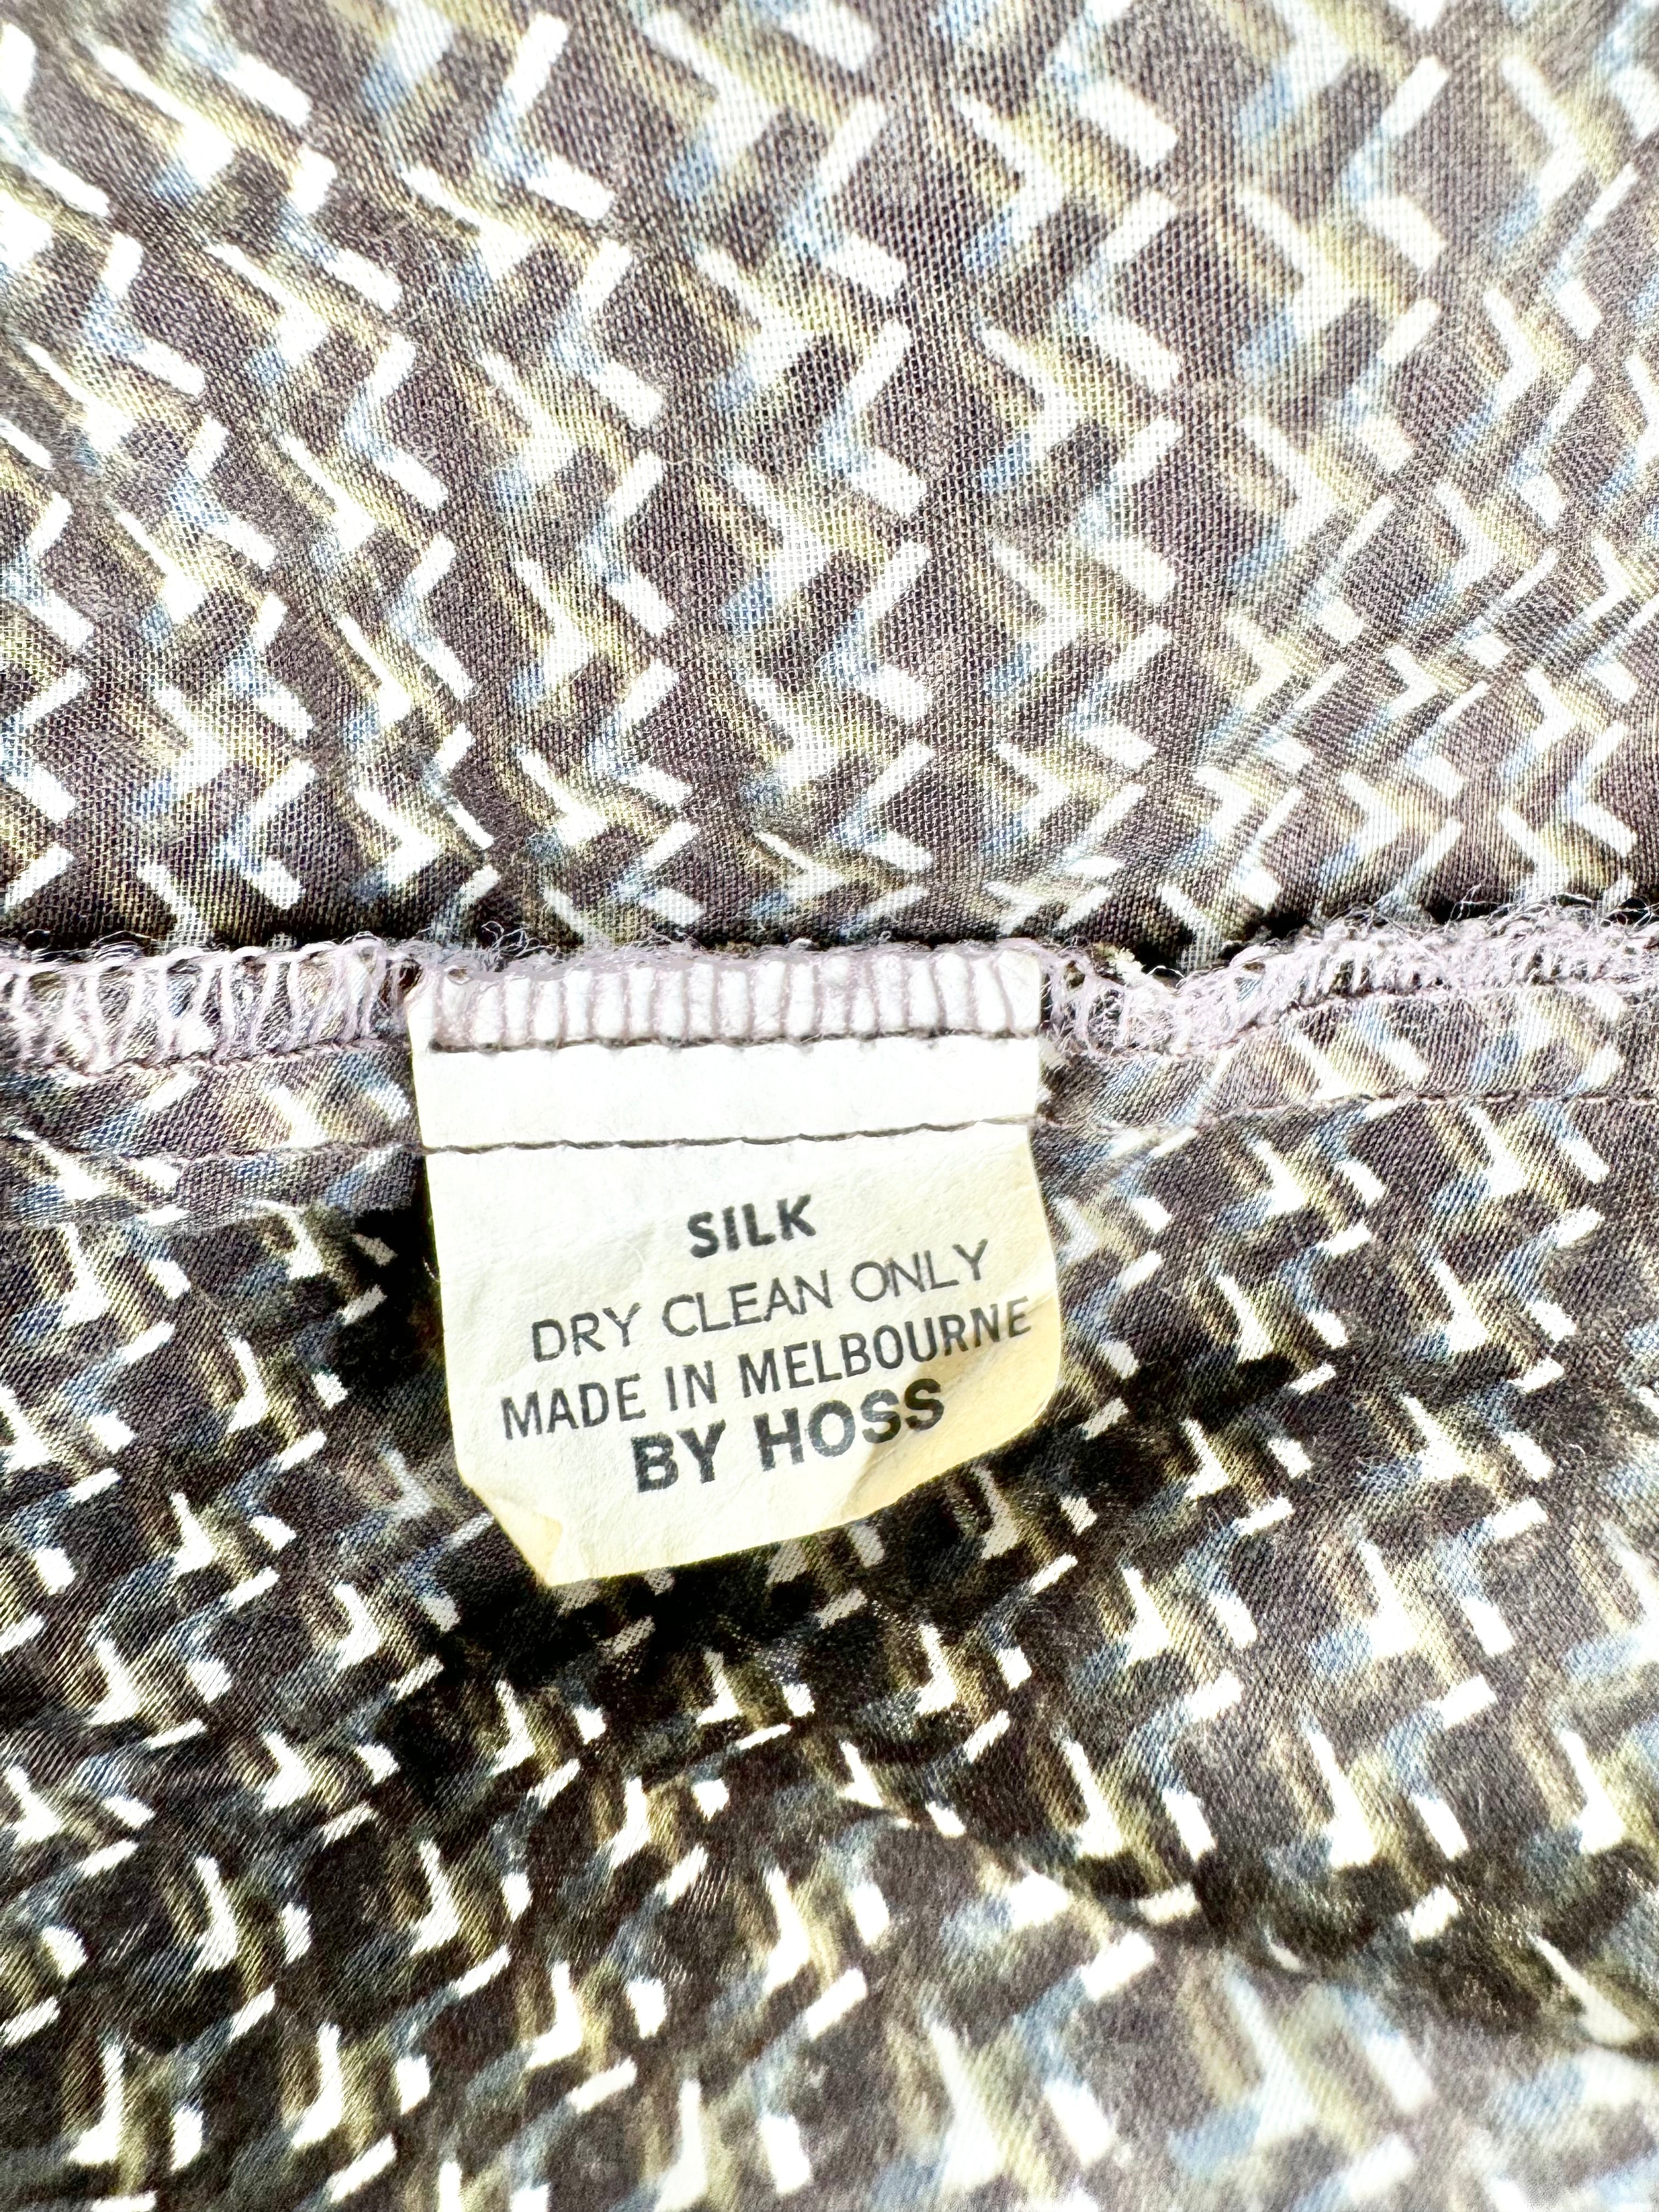 SILK
DRY CLEAN ONLY
MADE IN MELBOURNE
BY HOSS